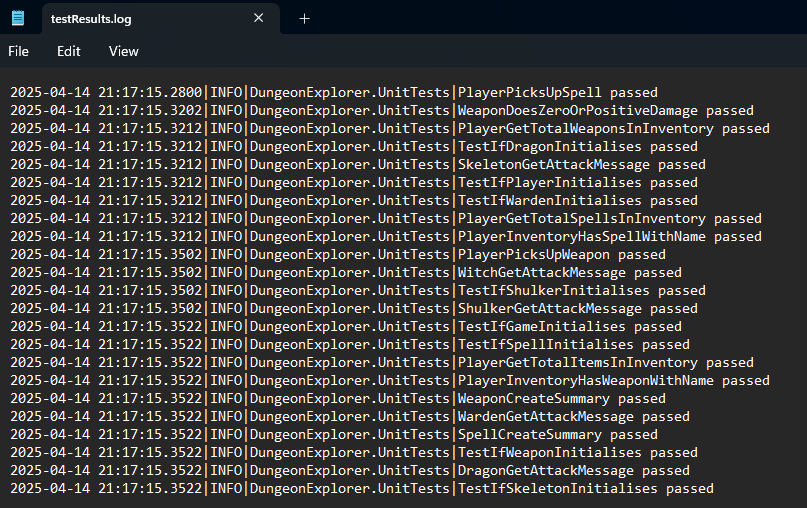 testResults.log
File Edit View
2025-04-14 21:17:15.2800|INFO|DungeonExplorer.UnitTests|PlayerPicksUpSpell passed
2025-04-14 21:17:15.3202|INFO|DungeonExplorer.UnitTests|WeaponDoesZeroOrPositiveDamage passed
2025-04-14 21:17:15.3212|INFO|DungeonExplorer.UnitTests|PlayerGetTotalWeaponsInInventory passed
2025-04-14 21:17:15.3212|INFO|DungeonExplorer.UnitTests|TestIfDragonInitialises passed
2025-04-14 21:17:15.3212|INFO|DungeonExplorer.UnitTests|SkeletonGetAttackMessage passed
2025-04-14 21:17:15.3212|INFO|DungeonExplorer.UnitTests|TestIfPlayerInitialises passed
2025-04-14 21:17:15.3212|INFO|DungeonExplorer.UnitTests|TestIfWardenInitialises passed
2025-04-14 21:17:15.3212|INFO|DungeonExplorer.UnitTests|PlayerGetTotalSpellsInInventory passed
2025-04-14 21:17:15.3212|INFO|DungeonExplorer.UnitTests|PlayerInventoryHasSpellWithName passed
2025-04-14 21:17:15.3502|INFO|DungeonExplorer.UnitTests|PlayerPicksUpWeapon passed
2025-04-14 21:17:15.3502|INFO|DungeonExplorer.UnitTests|WitchGetAttackMessage passed
2025-04-14 21:17:15.3502|INFO|DungeonExplorer.UnitTests|TestIfShulkerInitialises passed
2025-04-14 21:17:15.3502|INFO|DungeonExplorer.UnitTests|ShulkerGetAttackMessage passed
2025-04-14 21:17:15.3522|INFO|DungeonExplorer.UnitTests|TestIfGameInitialises passed
2025-04-14 21:17:15.3522|INFO|DungeonExplorer.UnitTests|TestIfSpellInitialises passed
2025-04-14 21:17:15.3522|INFO|DungeonExplorer.UnitTests|PlayerGetTotalItemsInInventory passed
2025-04-14 21:17:15.3522|INFO|DungeonExplorer.UnitTests|PlayerInventoryHasWeaponWithName passed
2025-04-14 21:17:15.3522|INFO|DungeonExplorer.UnitTests|WeaponCreateSummary passed
2025-04-14 21:17:15.3522|INFO|DungeonExplorer.UnitTests|WardenGetAttackMessage passed
2025-04-14 21:17:15.3522|INFO|DungeonExplorer.UnitTests|SpellCreateSummary passed
2025-04-14 21:17:15.3522|INFO|DungeonExplorer.UnitTests|TestIfWeaponInitialises passed
2025-04-14 21:17:15.3522|INFO|DungeonExplorer.UnitTests|DragonGetAttackMessage passed
2025-04-14 21:17:15.3522|INFO|DungeonExplorer.UnitTests|TestIfSkeletonInitialises passed